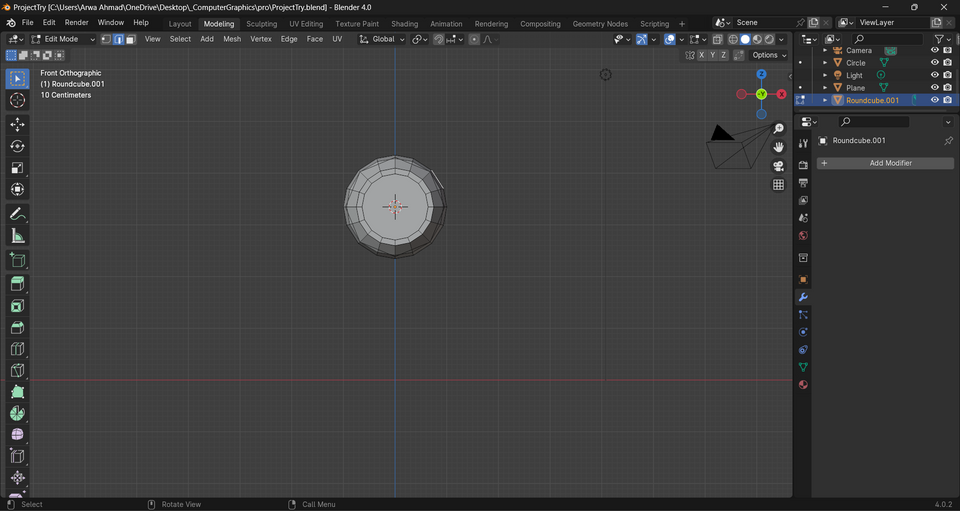 ProjectTry [C:\Users\Arwa Ahmad\OneDrive\Desktop\_ComputerGraphics\pro\ProjectTry.blend] - Blender 4.0
File Edit Render Window Help Layout Modeling Sculpting UV Editing Texture Paint Shading Animation Rendering Compositing Geometry Nodes Scripting Scene ViewLayer
Edit Mode View Select Add Mesh Vertex Edge Face UV Global
X Y Z Options
Front Orthographic
(1) Roundcube.001
10 Centimeters
Z
-Y X
Camera
Circle
Light
Plane
Roundcube.001
Roundcube.001
+ Add Modifier
Select Rotate View Call Menu 4.0.2